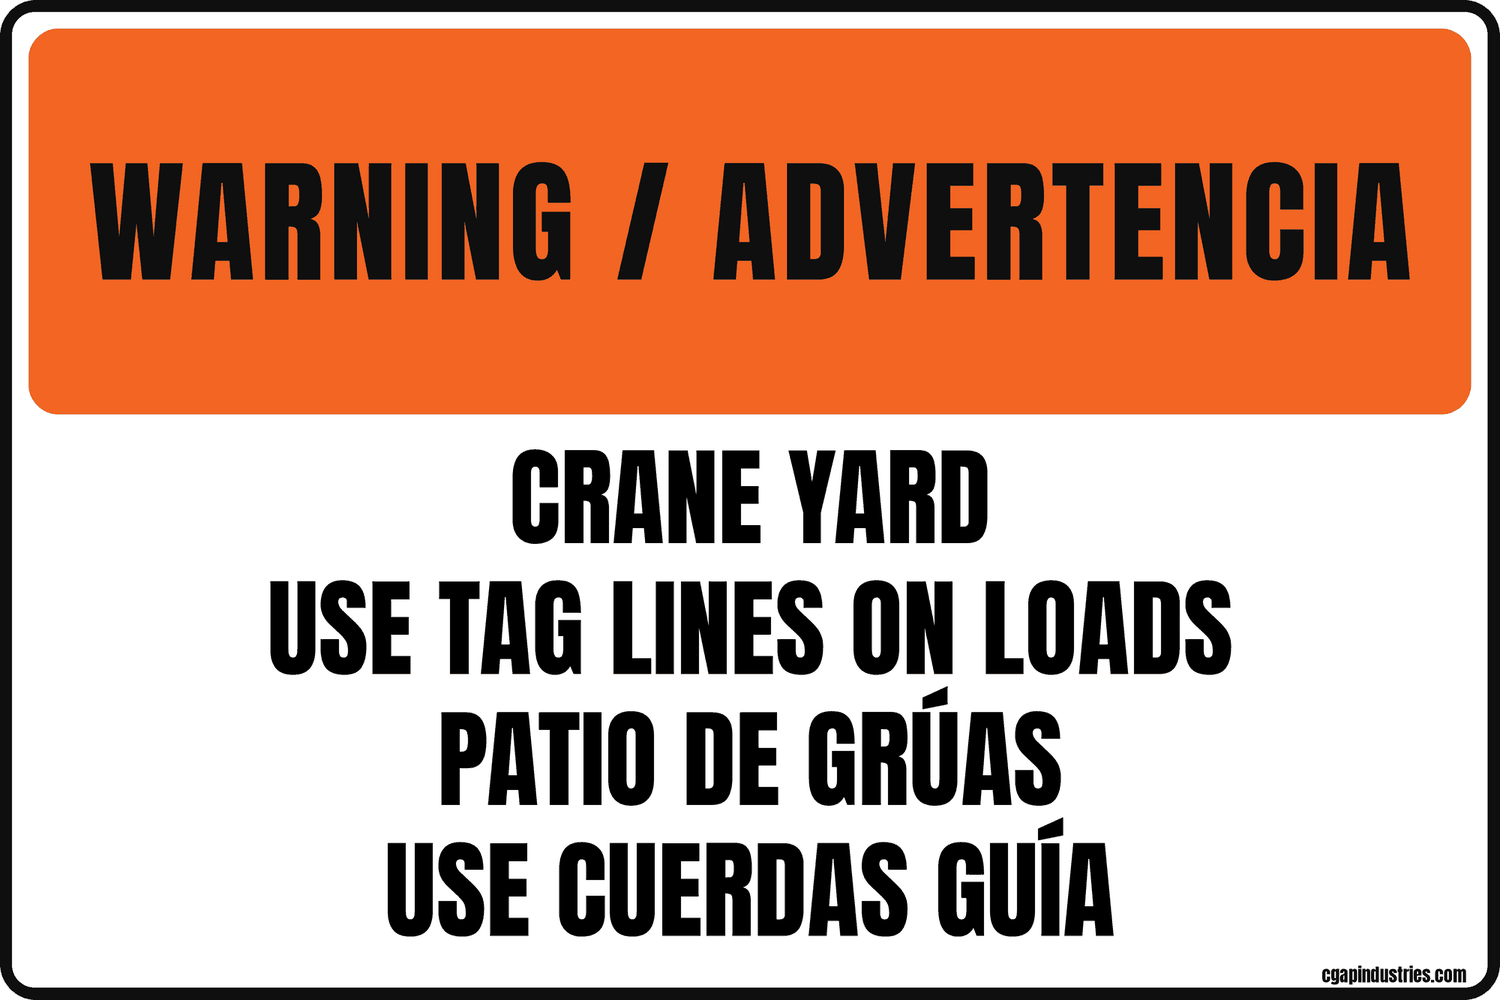 WARNING / ADVERTENCIA
CRANE YARD
USE TAG LINES ON LOADS
PATIO DE GRÚAS
USE CUERDAS GUÍA
cgapindustries.com